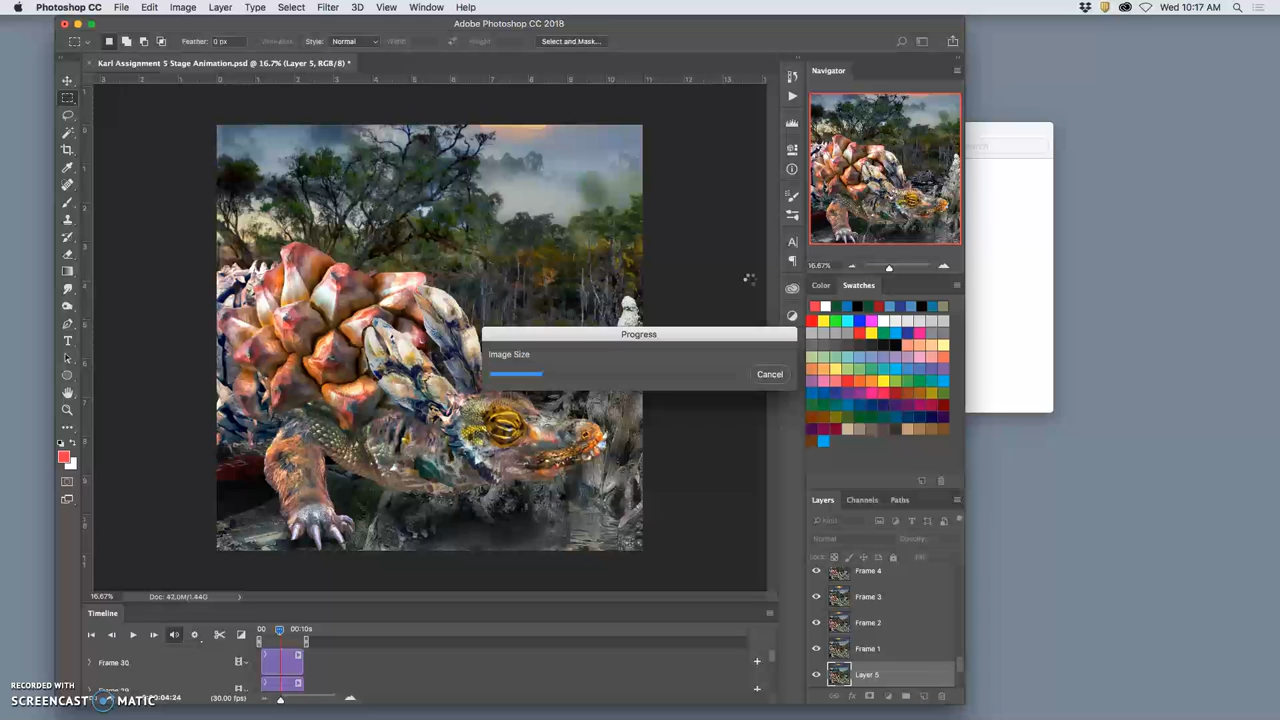 Photoshop CC File Edit Image Layer Type Select Filter 3D View Window Help Wed 10:17 AM
Adobe Photoshop CC 2018
Feather: 0 px Style: Normal Select and Mask...
Karl Assignment 5 Stage Animation.psd @ 16.7% (Layer 5, RGB/8) *
Navigator
16.67%
Color Swatches
Progress
Image Size
Cancel
Layers Channels Paths
Normal Opacity:
Frame 4
Frame 3
Frame 2
Frame 1
Layer 5
16.67% Doc: 42.0M/1.44G
Timeline
00 00:10s
Frame 30
(30.00 fps)
RECORDED WITH
SCREENCAST MATIC